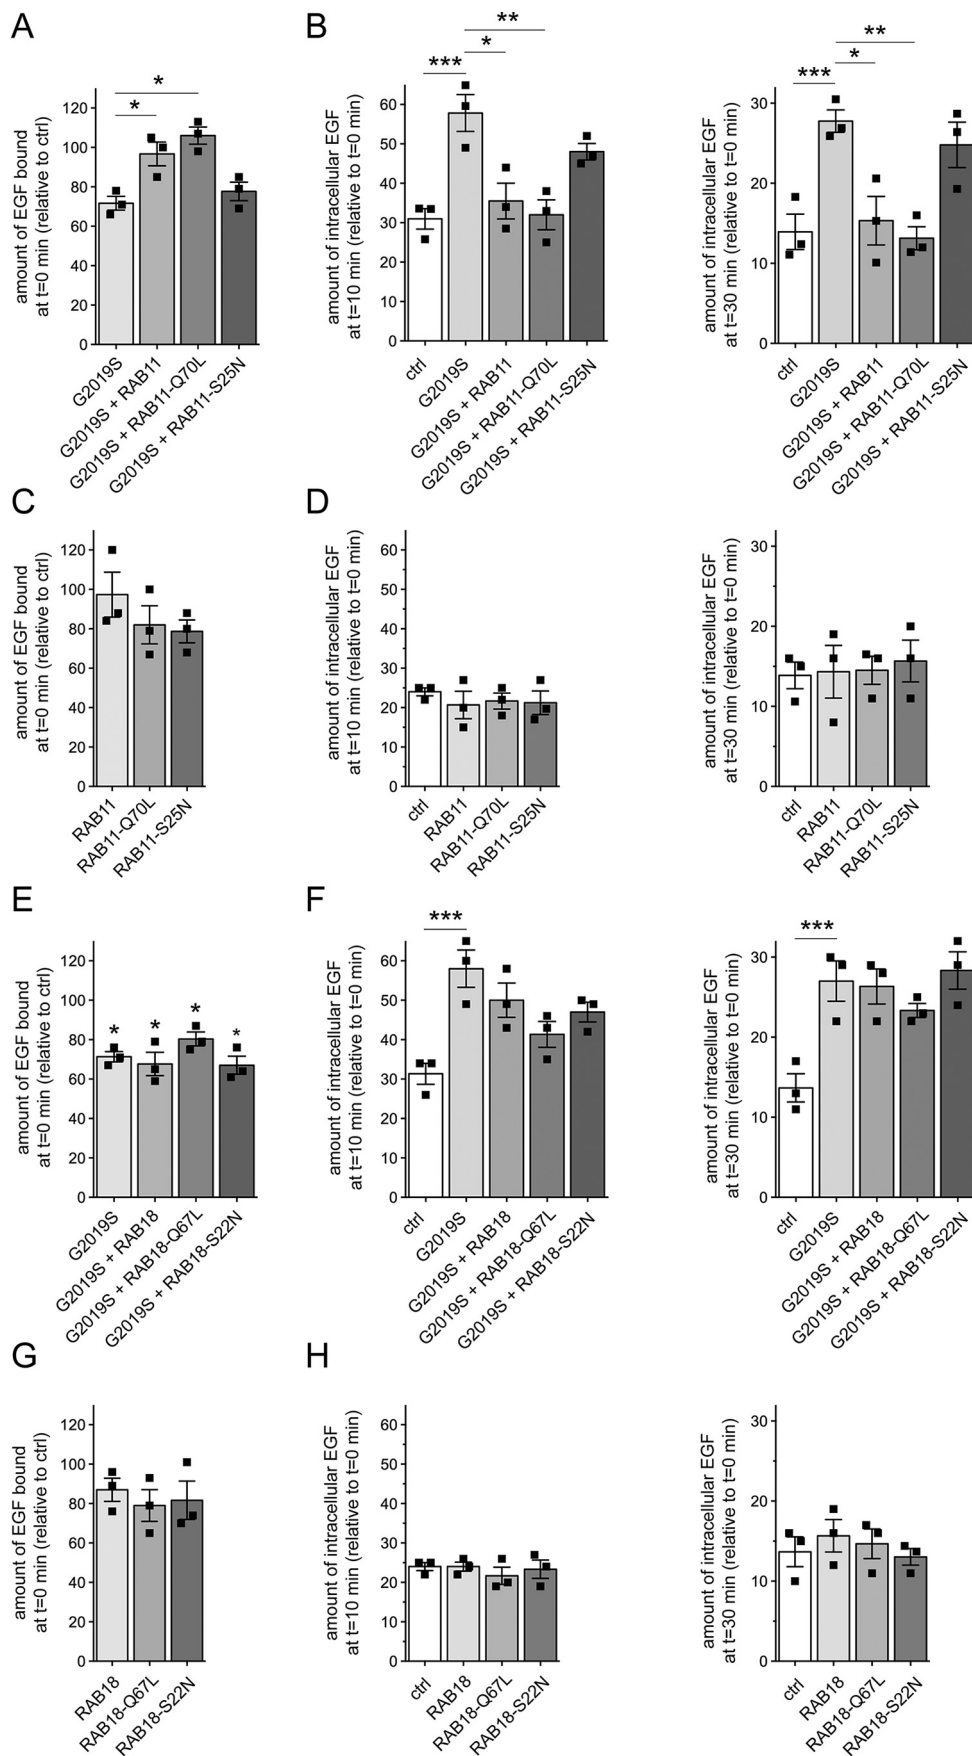 A
B
amount of EGF bound
at t=0 min (relative to ctrl)
120
100
80
60
40
20
0
*
*
G2019S
G2019S + RAB11
G2019S + RAB11-Q70L
G2019S + RAB11-S25N
amount of intracellular EGF
at t=10 min (relative to t=0 min)
60
50
40
30
20
10
0
**
*
***
ctrl
G2019S
G2019S + RAB11
G2019S + RAB11-Q70L
G2019S + RAB11-S25N
amount of intracellular EGF
at t=30 min (relative to t=0 min)
30
20
10
0
**
*
***
ctrl
G2019S
G2019S + RAB11
G2019S + RAB11-Q70L
G2019S + RAB11-S25N
C
D
amount of EGF bound
at t=0 min (relative to ctrl)
120
100
80
60
40
20
0
RAB11
RAB11-Q70L
RAB11-S25N
amount of intracellular EGF
at t=10 min (relative to t=0 min)
60
50
40
30
20
10
0
ctrl
RAB11
RAB11-Q70L
RAB11-S25N
amount of intracellular EGF
at t=30 min (relative to t=0 min)
30
20
10
0
ctrl
RAB11
RAB11-Q70L
RAB11-S25N
E
F
amount of EGF bound
at t=0 min (relative to ctrl)
120
100
80
60
40
20
0
* * * *
G2019S
G2019S + RAB18
G2019S + RAB18-Q67L
G2019S + RAB18-S22N
amount of intracellular EGF
at t=10 min (relative to t=0 min)
60
50
40
30
20
10
0
***
ctrl
G2019S
G2019S + RAB18
G2019S + RAB18-Q67L
G2019S + RAB18-S22N
amount of intracellular EGF
at t=30 min (relative to t=0 min)
30
20
10
0
***
ctrl
G2019S
G2019S + RAB18
G2019S + RAB18-Q67L
G2019S + RAB18-S22N
G
H
amount of EGF bound
at t=0 min (relative to ctrl)
120
100
80
60
40
20
0
RAB18
RAB18-Q67L
RAB18-S22N
amount of intracellular EGF
at t=10 min (relative to t=0 min)
60
50
40
30
20
10
0
ctrl
RAB18
RAB18-Q67L
RAB18-S22N
amount of intracellular EGF
at t=30 min (relative to t=0 min)
30
20
10
0
ctrl
RAB18
RAB18-Q67L
RAB18-S22N